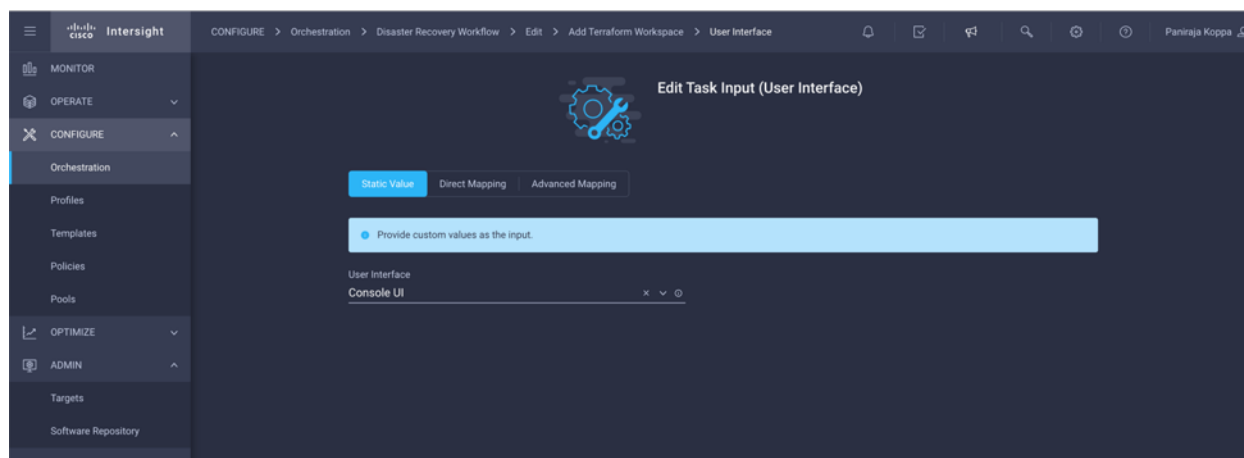 CISCO Intersight
CONFIGURE > Orchestration > Disaster Recovery Workflow > Edit > Add Terraform Workspace > User Interface
Paniraja Koppa
MONITOR
OPERATE
CONFIGURE
Orchestration
Profiles
Templates
Policies
Pools
OPTIMIZE
ADMIN
Targets
Software Repository
Edit Task Input (User Interface)
Static Value Direct Mapping Advanced Mapping
Provide custom values as the input.
User Interface
Console UI